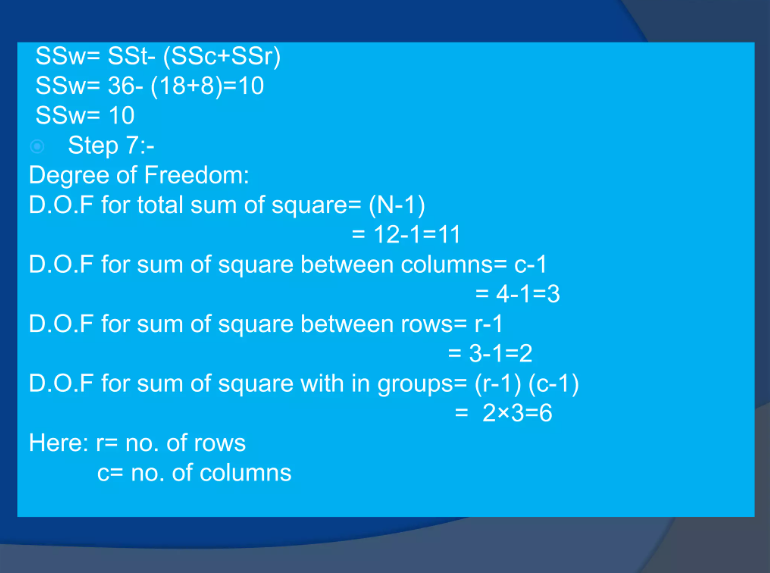 SSw= SSt- (SSc+SSr)
SSw= 36- (18+8)=10
SSw= 10
Step 7:-
Degree of Freedom:
D.O.F for total sum of square= (N-1)
= 12-1=11
D.O.F for sum of square between columns= c-1
= 4-1=3
D.O.F for sum of square between rows= r-1
= 3-1=2
D.O.F for sum of square with in groups= (r-1) (c-1)
= 2×3=6
Here: r= no. of rows
c= no. of columns